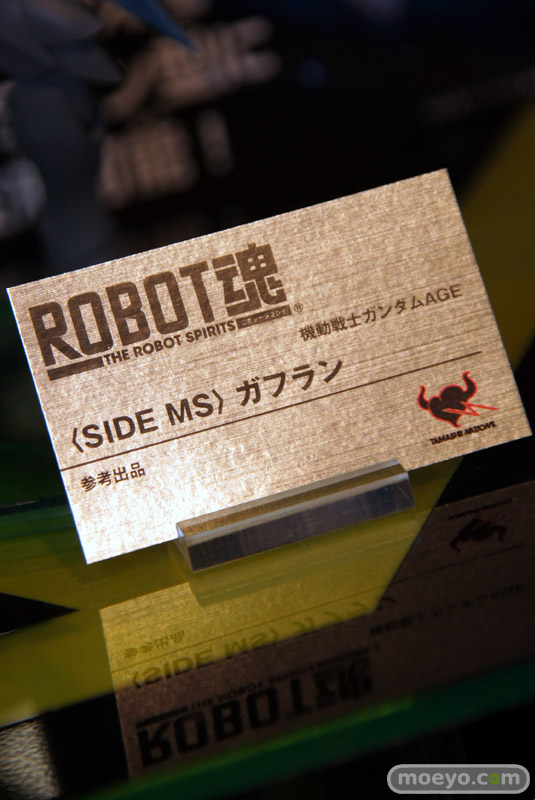 ROBOT魂
THE ROBOT SPIRITS
®
機動戦士ガンダムAGE
〈SIDE MS〉 ガフラン
参考出品
TAMASHII NATIONS
moeyo.com